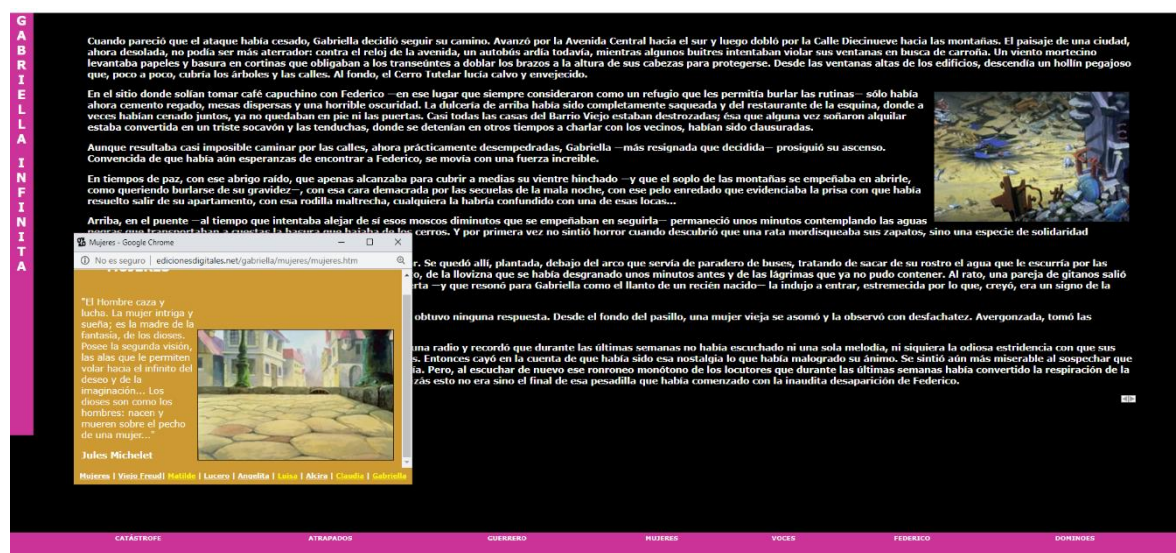 GABRIELLA INFINITA
Cuando pareció que el ataque había cesado, Gabriella decidió seguir su camino. Avanzó por la Avenida Central hacia el sur y luego dobló por la Calle Diecinueve hacia las montañas. El paisaje de una ciudad,
ahora desolada, no podía ser más aterrador: contra el reloj de la avenida, un autobús ardía todavía, mientras algunos buitres intentaban violar sus ventanas en busca de carroña. Un viento mortecino
levantaba papeles y basura en cortinas que obligaban a los transeúntes a doblar los brazos a la altura de sus cabezas para protegerse. Desde las ventanas altas de los edificios, descendía un hollín pegajoso
que, poco a poco, cubría los árboles y las calles. Al fondo, el Cerro Tutelar lucía calvo y envejecido.
En el sitio donde solían tomar café capuchino con Federico —en ese lugar que siempre consideraron como un refugio que les permitía burlar las rutinas— sólo había
ahora cemento regado, mesas dispersas y una horrible oscuridad. La dulcería de arriba había sido completamente saqueada y del restaurante de la esquina, donde a
veces habían cenado juntos, ya no quedaban en pie ni las puertas. Casi todas las casas del Barrio Viejo estaban destrozadas; ésa que alguna vez soñaron alquilar
estaba convertida en un triste socavón y las tenduchas, donde se detenían en otros tiempos a charlar con los vecinos, habían sido clausuradas.
Aunque resultaba casi imposible caminar por las calles, ahora prácticamente desempedradas, Gabriella —más resignada que decidida— prosiguió su ascenso.
Convencida de que había aún esperanzas de encontrar a Federico, se movía con una fuerza increíble.
En tiempos de paz, con ese abrigo raído, que apenas alcanzaba para cubrir a medias su vientre hinchado —y que el soplo de las montañas se empeñaba en abrirle,
como queriendo burlarse de su gravidez—, con esa cara demacrada por las secuelas de la mala noche, con ese pelo enredado que evidenciaba la prisa con que había
resuelto salir de su apartamento, con esa rodilla maltrecha, cualquiera la habría confundido con una de esas locas...
Arriba, en el puente —al tiempo que intentaba alejar de sí esos moscos diminutos que se empeñaban en seguirla— permaneció unos minutos contemplando las aguas
negras que transportaban a cuestas la basura que bajaba de los cerros. Y por primera vez no sintió horror cuando descubrió que una rata mordisqueaba sus zapatos, sino una especie de solidaridad
r. Se quedó allí, plantada, debajo del arco que servía de paradero de buses, tratando de sacar de su rostro el agua que le escurría por las
o, de la llovizna que se había desgranado unos minutos antes y de las lágrimas que ya no pudo contener. Al rato, una pareja de gitanos salió
erta —y que resonó para Gabriella como el llanto de un recién nacido— la indujo a entrar, estremecida por lo que, creyó, era un signo de la
obtuvo ninguna respuesta. Desde el fondo del pasillo, una mujer vieja se asomó y la observó con desfachatez. Avergonzada, tomó las
una radio y recordó que durante las últimas semanas no había escuchado ni una sola melodía, ni siquiera la odiosa estridencia con que sus
s. Entonces cayó en la cuenta de que había sido esa nostalgia lo que había malogrado su ánimo. Se sintió aún más miserable al sospechar que
ía. Pero, al escuchar de nuevo ese ronroneo monótono de los locutores que durante las últimas semanas había convertido la respiración de la
zás esto no era sino el final de esa pesadilla que había comenzado con la inaudita desaparición de Federico.
Mujeres - Google Chrome
No es seguro | edicionesdigitales.net/gabriella/mujeres/mujeres.htm
MUJERES
"El Hombre caza y
lucha. La mujer intriga y
sueña; es la madre de la
fantasía, de los dioses.
Posee la segunda visión,
las alas que le permiten
volar hacia el infinito del
deseo y de la
imaginación... Los
dioses son como los
hombres: nacen y
mueren sobre el pecho
de una mujer..."
Jules Michelet
Mujeres | Viejo Freud| Matilde | Lucero | Angelita | Luisa | Akira | Claudia | Gabriella
CATÁSTROFE ATRAPADOS GUERRERO MUJERES VOCES FEDERICO DOMINOES